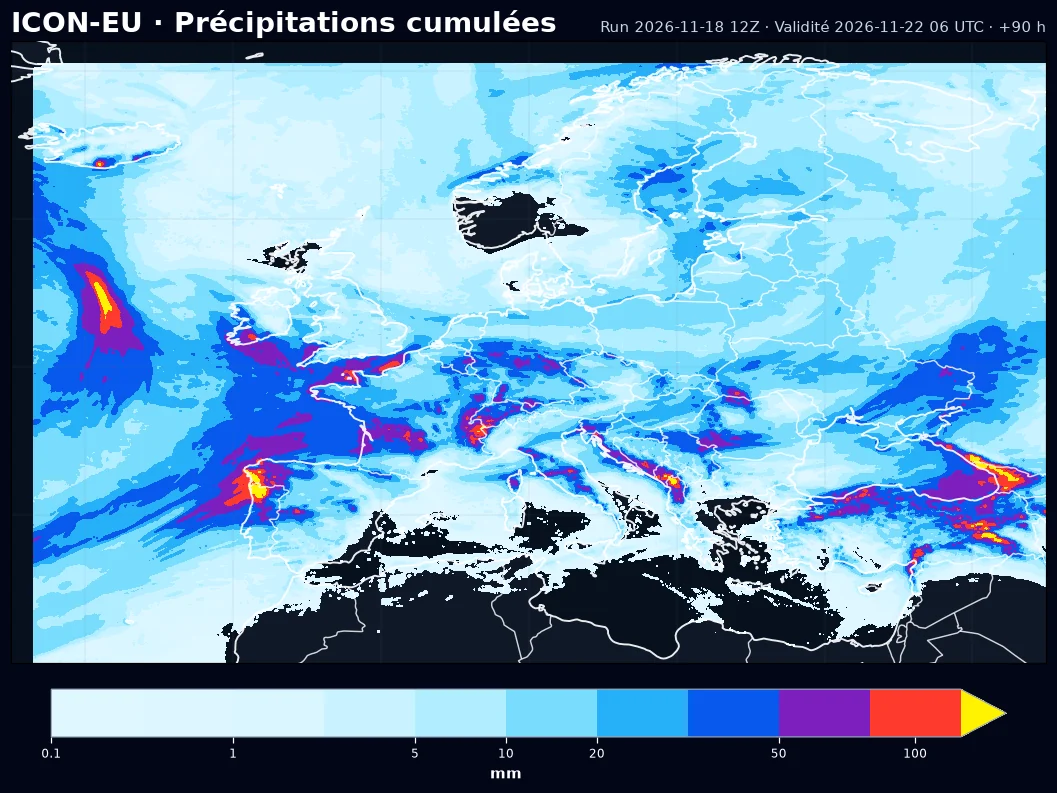 ICON-EU · Précipitations cumulées
Run 2026-11-18 12Z · Validité 2026-11-22 06 UTC · +90 h
0.1 1 5 10 20 50 100
mm